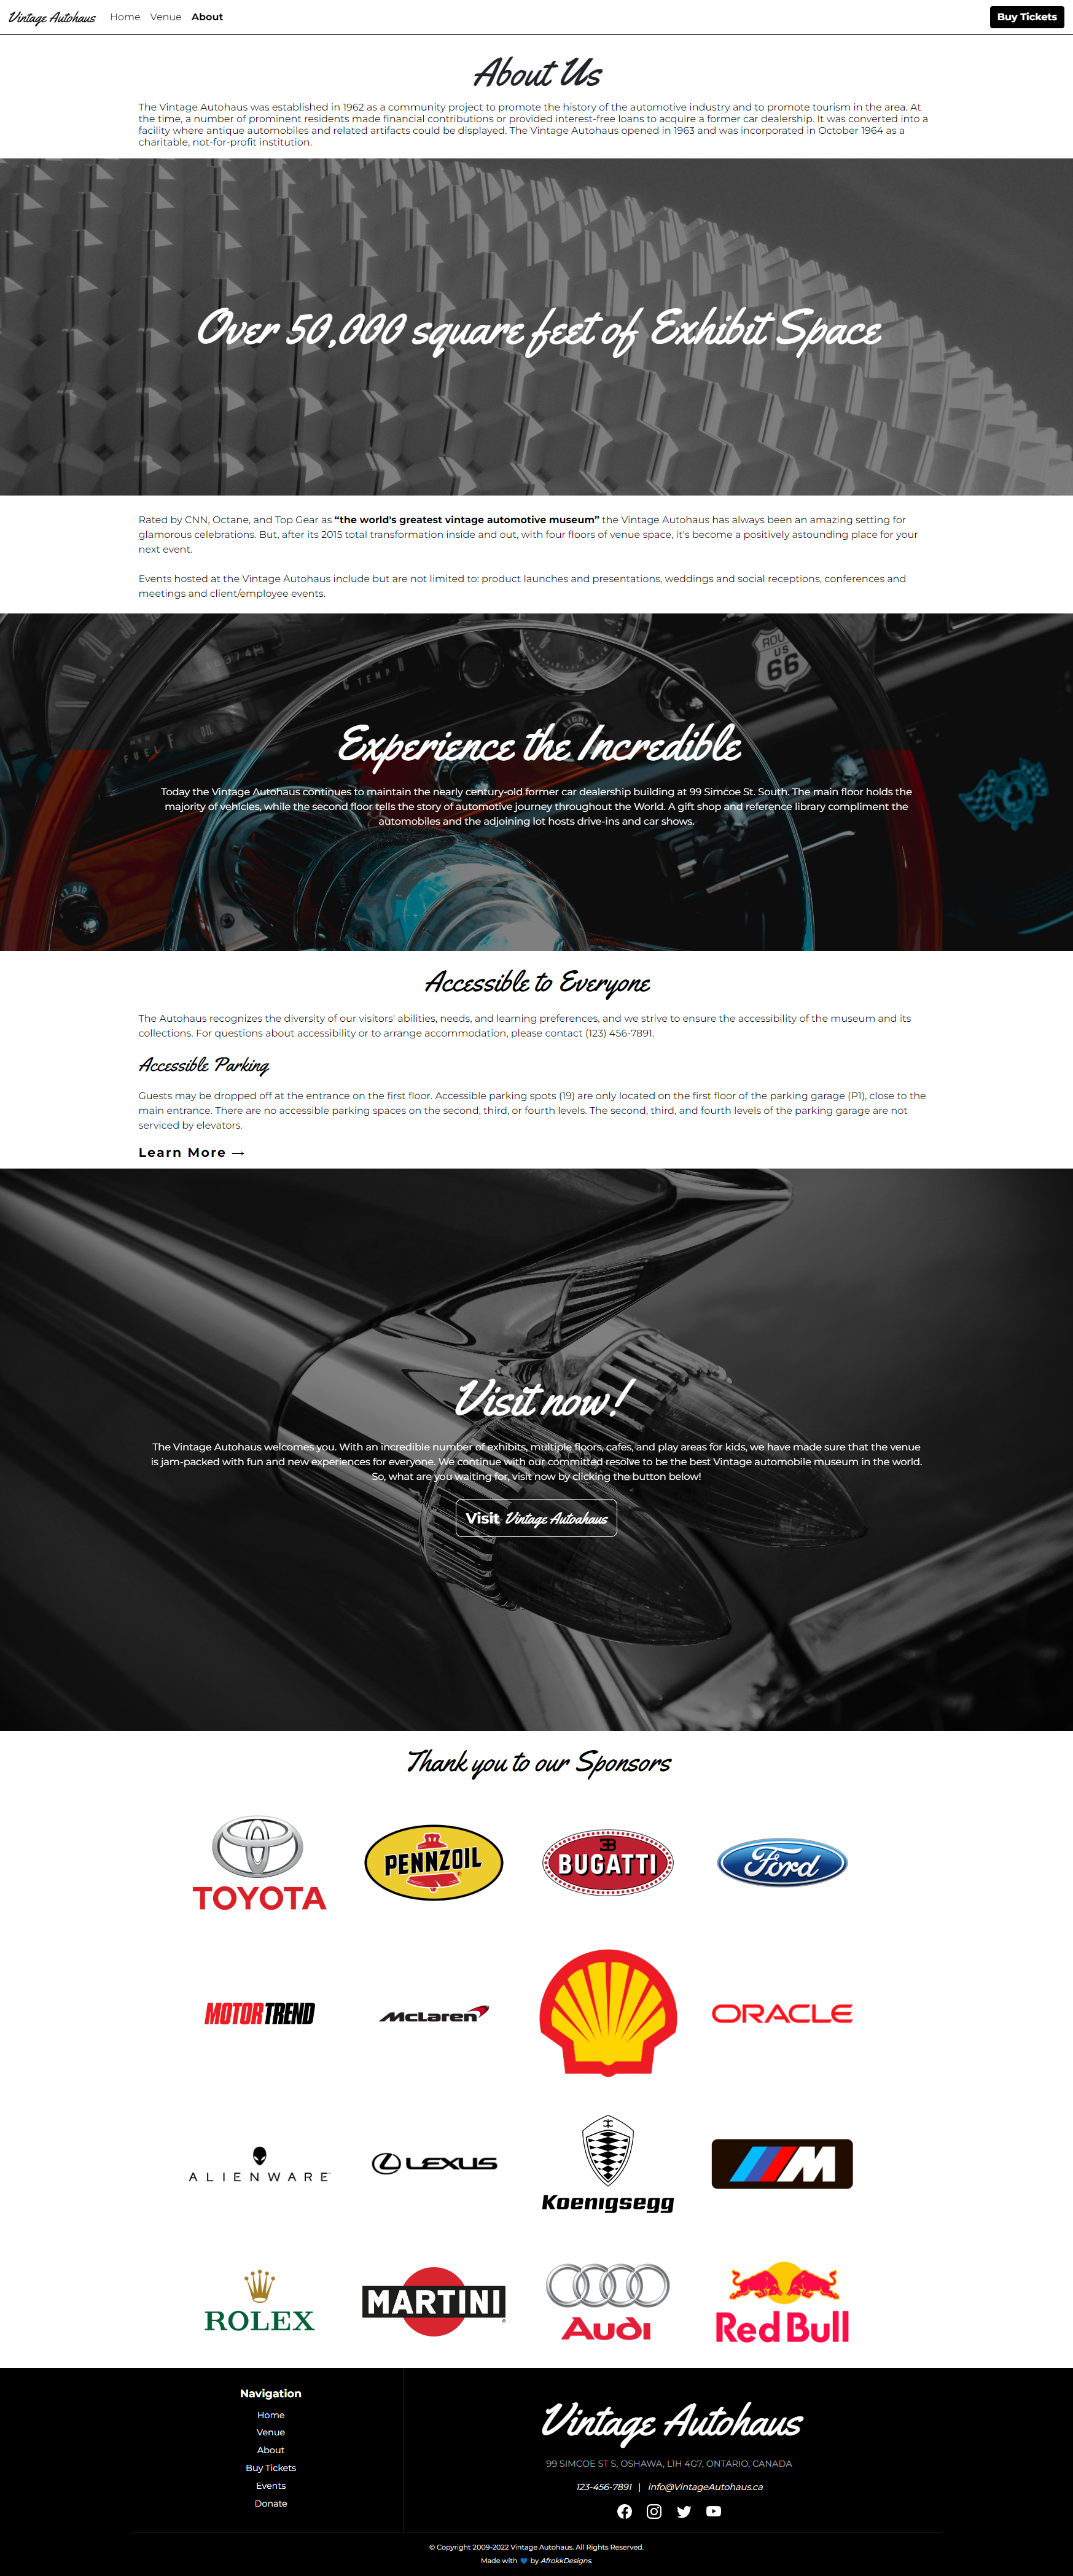 Vintage Autohaus Home Venue About Buy Tickets
About Us
The Vintage Autohaus was established in 1962 as a community project to promote the history of the automotive industry and to promote tourism in the area. At
the time, a number of prominent residents made financial contributions or provided interest-free loans to acquire a former car dealership. It was converted into a
facility where antique automobiles and related artifacts could be displayed. The Vintage Autohaus opened in 1963 and was incorporated in October 1964 as a
charitable, not-for-profit institution.
Over 50,000 square feet of Exhibit Space
Rated by CNN, Octane, and Top Gear as “the world's greatest vintage automotive museum” the Vintage Autohaus has always been an amazing setting for
glamorous celebrations. But, after its 2015 total transformation inside and out, with four floors of venue space, it's become a positively astounding place for your
next event.
Events hosted at the Vintage Autohaus include but are not limited to: product launches and presentations, weddings and social receptions, conferences and
meetings and client/employee events.
ROUTE
US
66
TEMP
FUEL
OIL
LIGHTS
AIR
Experience the Incredible
Today the Vintage Autohaus continues to maintain the nearly century-old former car dealership building at 99 Simcoe St. South. The main floor holds the
majority of vehicles, while the second floor tells the story of automotive journey throughout the World. A gift shop and reference library compliment the
automobiles and the adjoining lot hosts drive-ins and car shows.
Accessible to Everyone
The Autohaus recognizes the diversity of our visitors' abilities, needs, and learning preferences, and we strive to ensure the accessibility of the museum and its
collections. For questions about accessibility or to arrange accommodation, please contact (123) 456-7891.
Accessible Parking
Guests may be dropped off at the entrance on the first floor. Accessible parking spots (19) are only located on the first floor of the parking garage (P1), close to the
main entrance. There are no accessible parking spaces on the second, third, or fourth levels. The second, third, and fourth levels of the parking garage are not
serviced by elevators.
Learn More →
Visit now!
The Vintage Autohaus welcomes you. With an incredible number of exhibits, multiple floors, cafes, and play areas for kids, we have made sure that the venue
is jam-packed with fun and new experiences for everyone. We continue with our committed resolve to be the best Vintage automobile museum in the world.
So, what are you waiting for, visit now by clicking the button below!
Visit Vintage Autoahaus
Thank you to our Sponsors
TOYOTA PENNZOIL BUGATTI Ford
MOTORTREND McLaren ORACLE
ALIENWARE LEXUS Koenigsegg M
ROLEX MARTINI Audi Red Bull
Navigation
Home
Venue
About
Buy Tickets
Events
Donate
Vintage Autohaus
99 SIMCOE ST S, OSHAWA, L1H 4G7, ONTARIO, CANADA
123-456-7891 | info@VintageAutohaus.ca
© Copyright 2009-2022 Vintage Autohaus. All Rights Reserved.
Made with 💙 by AfrokkDesigns.